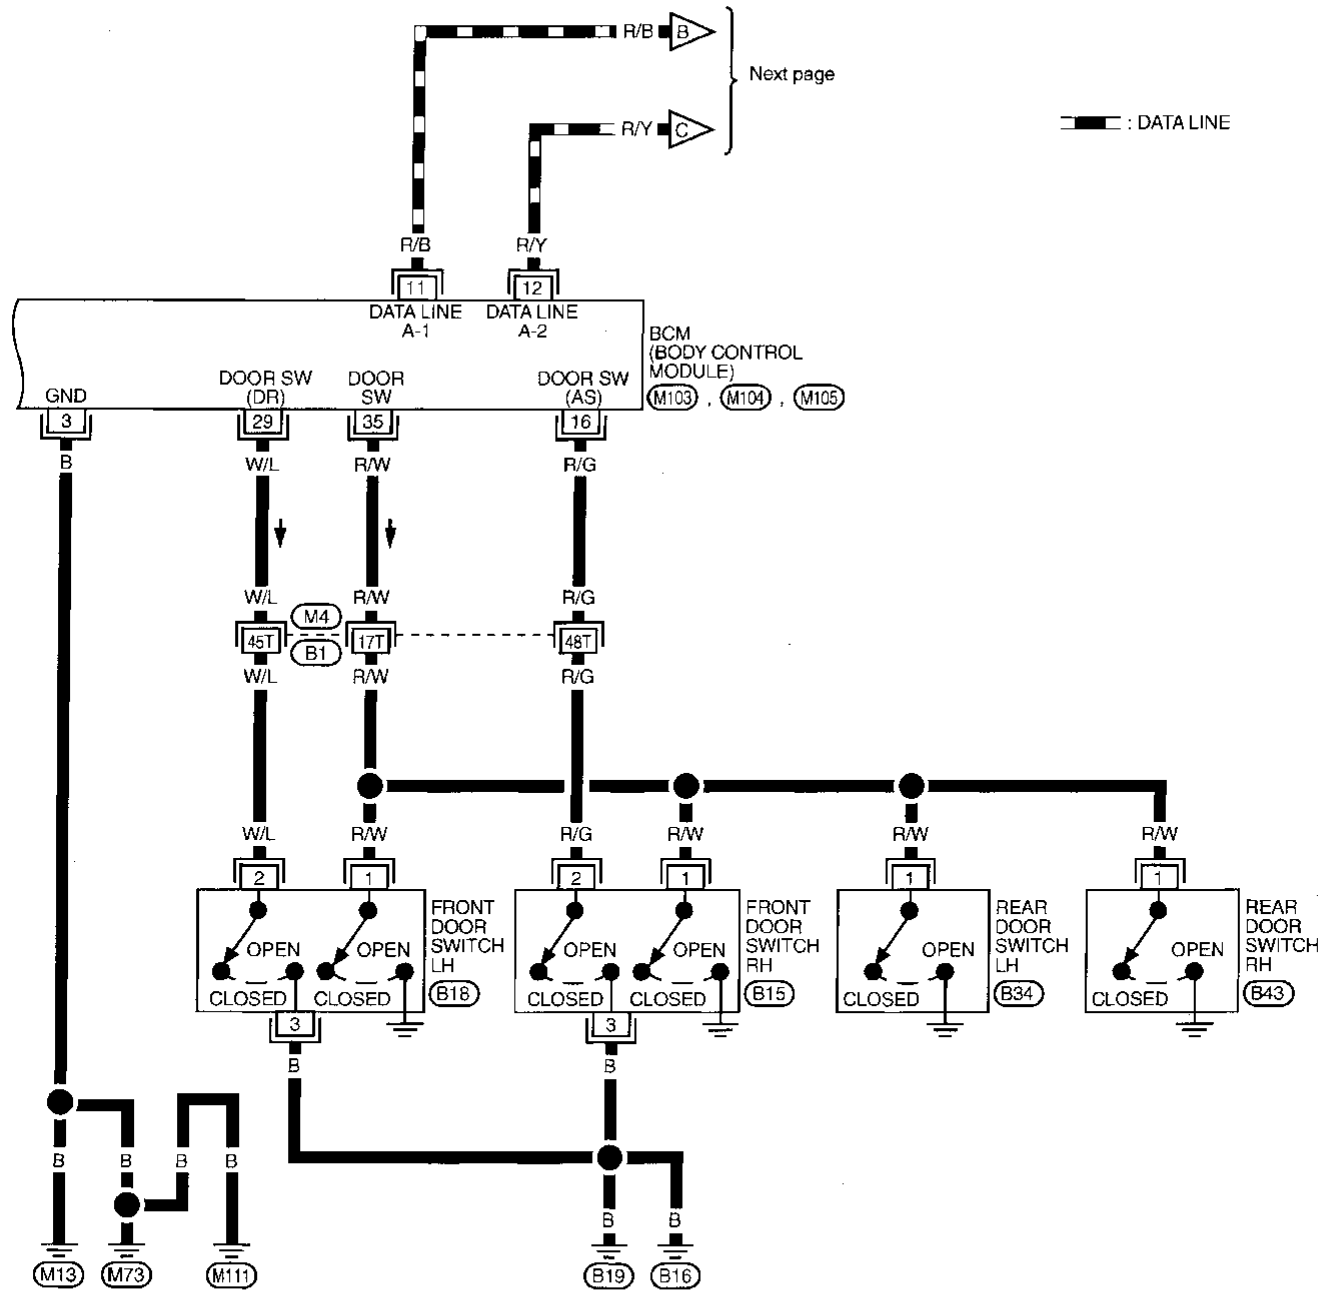 R/B B
Next page
R/Y C
: DATA LINE
R/B R/Y
11 12
DATA LINE A-1
DATA LINE A-2
BCM
(BODY CONTROL
MODULE)
M103 , M104 , M105
GND
DOOR SW
(DR)
DOOR
SW
DOOR SW
(AS)
3 29 35 16
B W/L R/W R/G
W/L R/W R/G
M4
45T 17T 48T
B1
W/L R/W R/G
W/L R/W R/G R/W R/W R/W
2 1 2 1 1 1
FRONT
DOOR
SWITCH
LH
B18
OPEN OPEN
CLOSED CLOSED
3
FRONT
DOOR
SWITCH
RH
B15
OPEN OPEN
CLOSED CLOSED
3
REAR
DOOR
SWITCH
LH
B34
OPEN
CLOSED
REAR
DOOR
SWITCH
RH
B43
OPEN
CLOSED
B B
B B B B
B B
M13 M73 M111 B19 B16